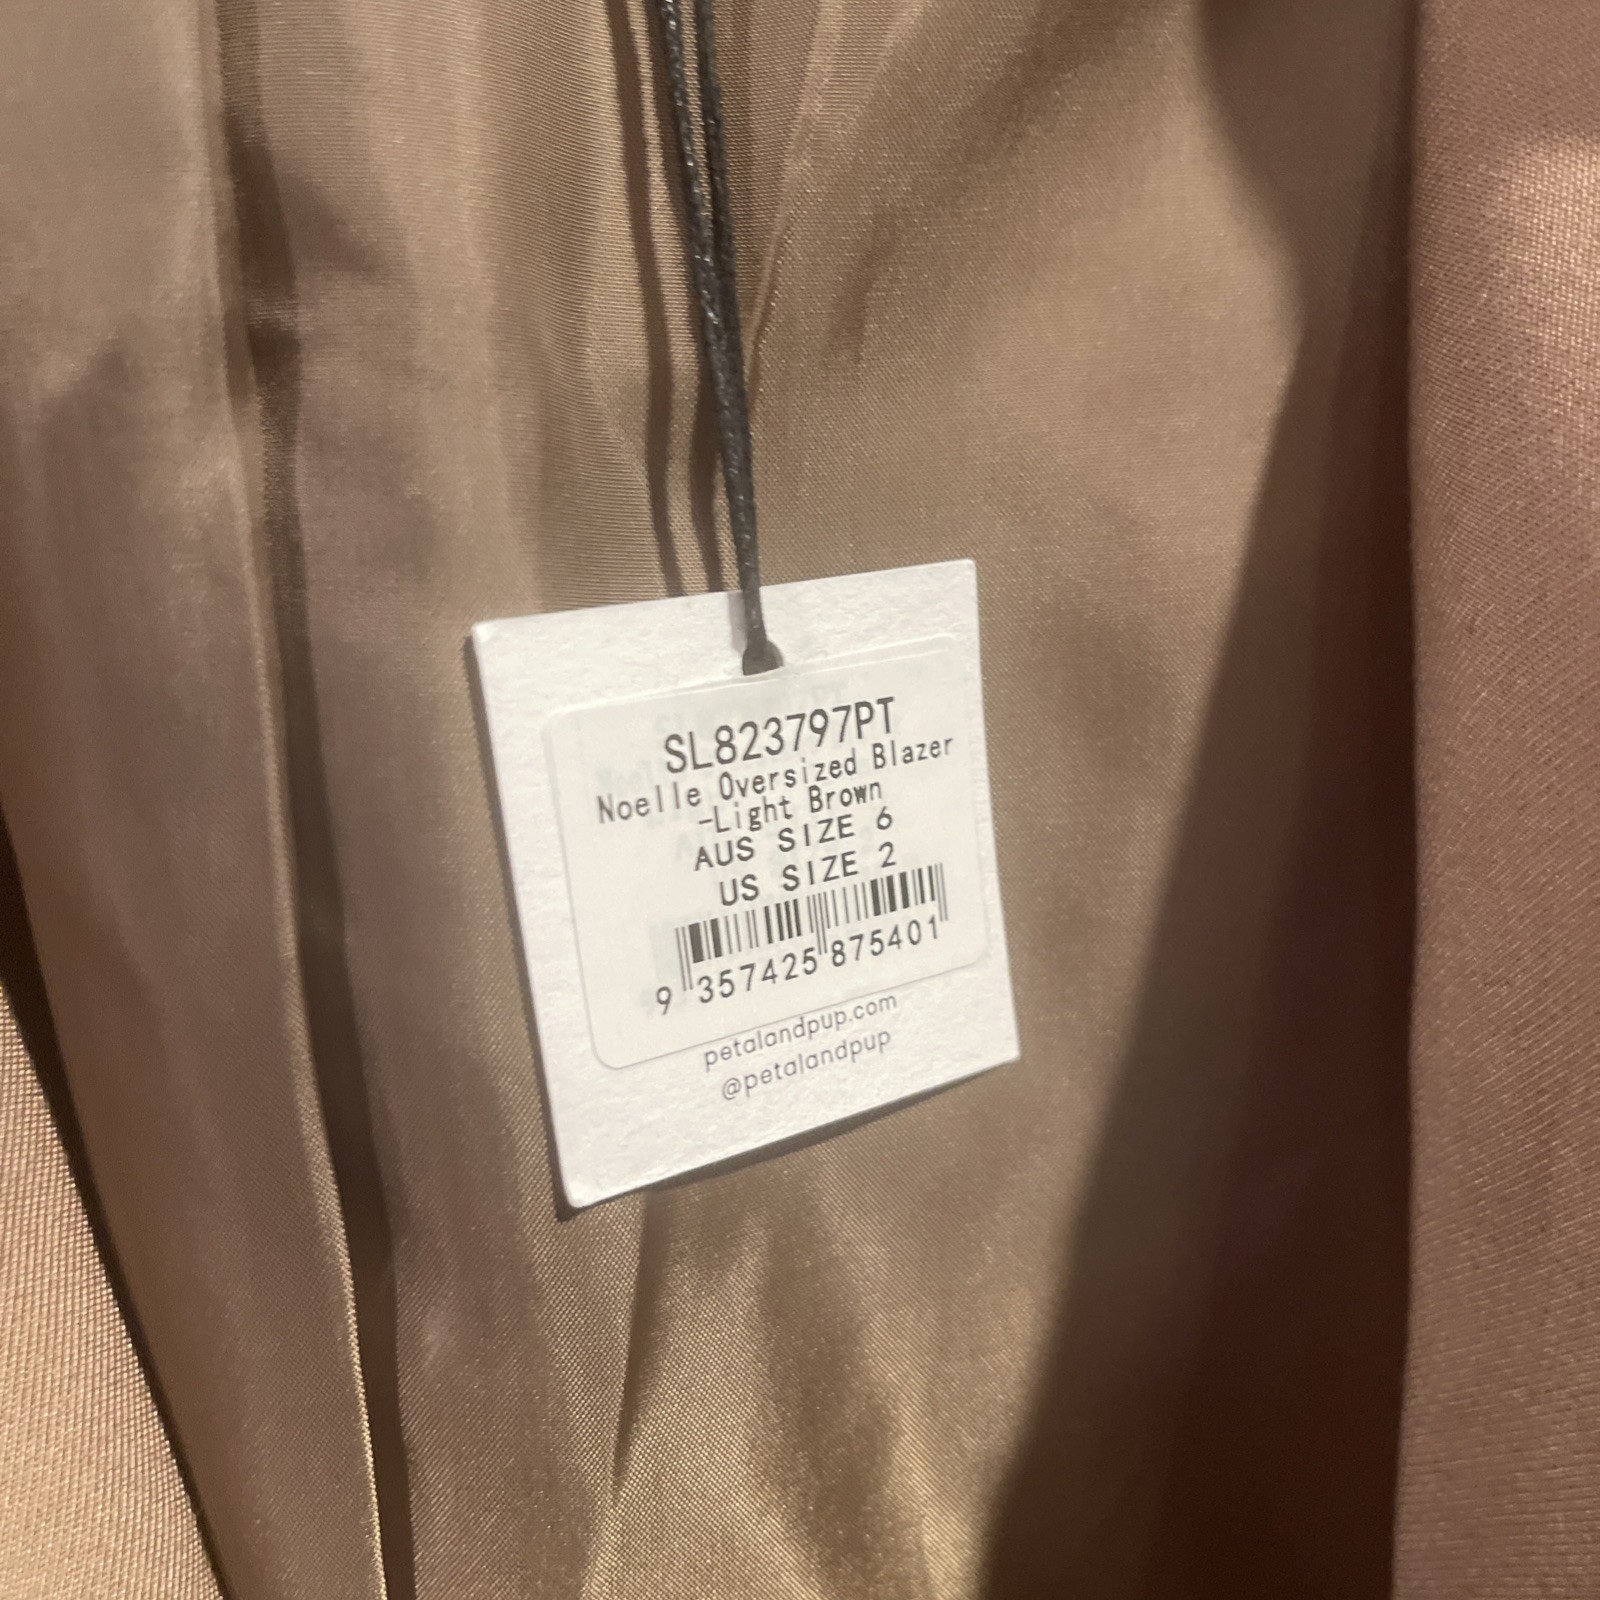 SL823797PT
Noelle Oversized Blazer
-Light Brown
AUS SIZE 6
US SIZE 2
9 357425 875401
petalandpup.com
@petalandpup